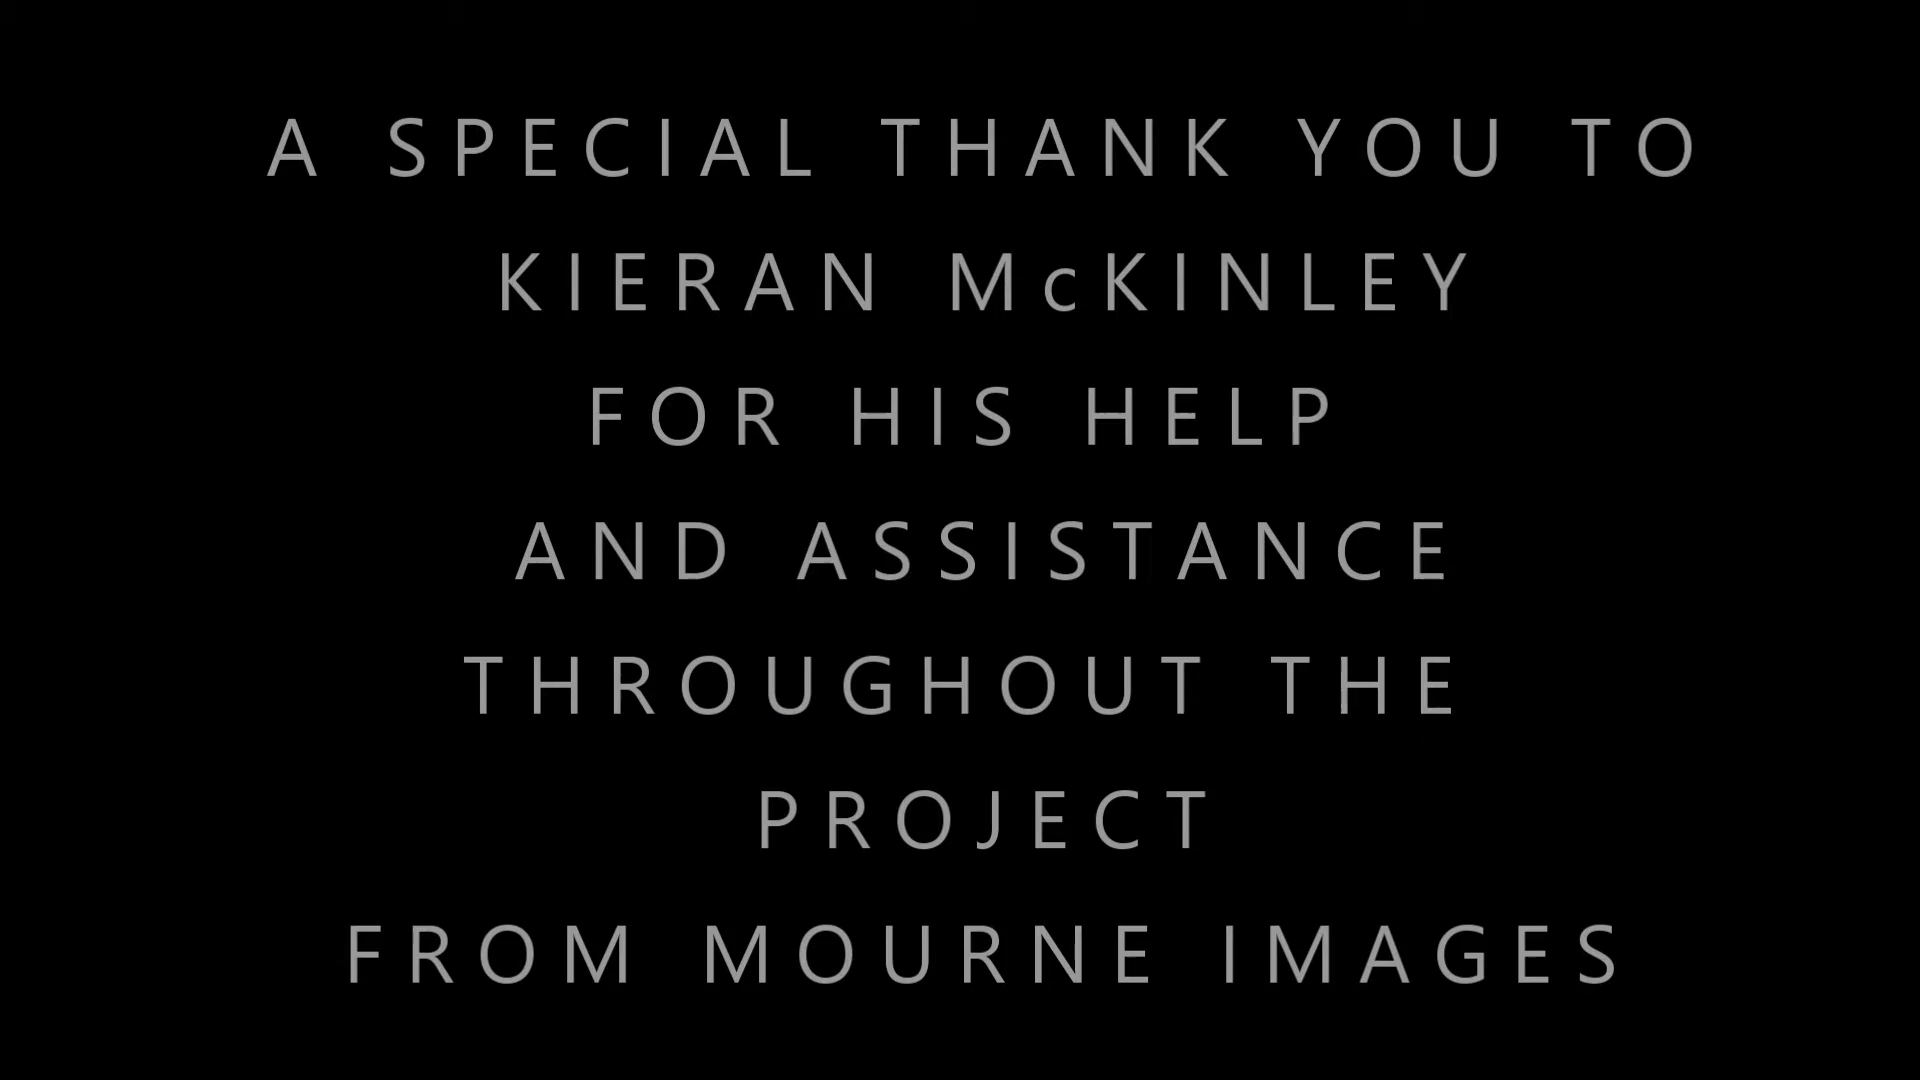 A SPECIAL THANK YOU TO
KIERAN McKINLEY
FOR HIS HELP
AND ASSISTANCE
THROUGHOUT THE
PROJECT
FROM MOURNE IMAGES